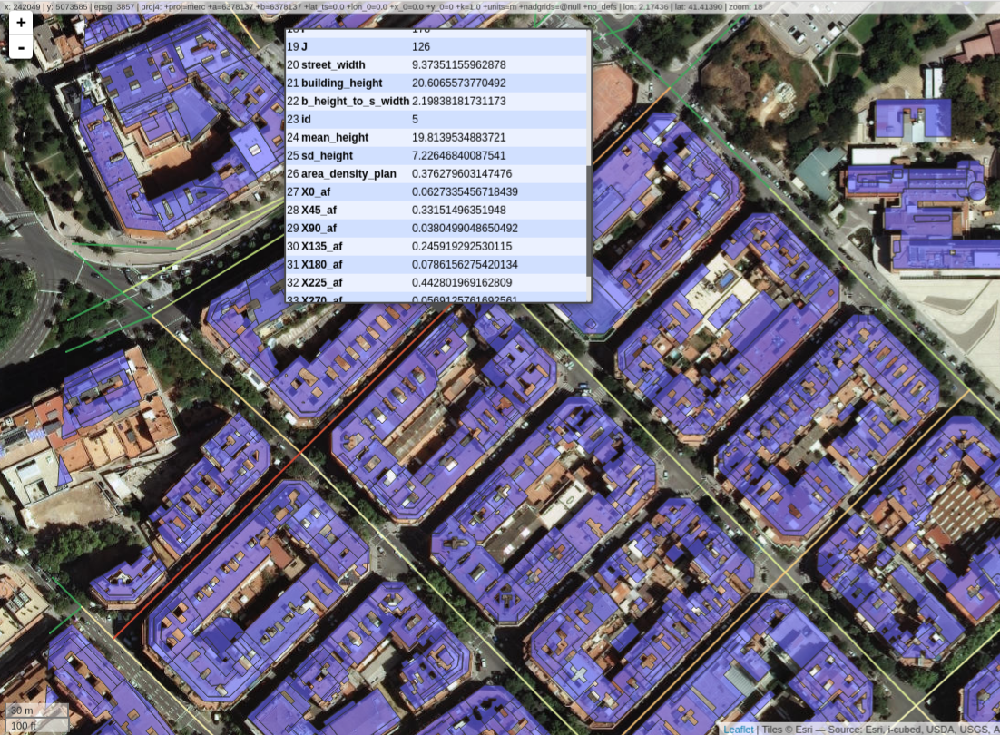 x: 242049 | y: 5073585 | epsg: 3857 | proj4: +proj=merc +a=6378137 +b=6378137 +lat_ts=0.0 +lon_0=0.0 +x_0=0.0 +y_0=0 +k=1.0 +units=m +nadgrids=@null +no_defs | lon: 2.17436 | lat: 41.41390 | zoom: 18
+
-
19 J 126
20 street_width 9.37351155962878
21 building_height 20.6065573770492
22 b_height_to_s_width 2.19838181731173
23 id 5
24 mean_height 19.8139534883721
25 sd_height 7.22646840087541
26 area_density_plan 0.376279603147476
27 X0_af 0.0627335456718439
28 X45_af 0.33151496351948
29 X90_af 0.0380499048650492
30 X135_af 0.245919292530115
31 X180_af 0.0786156275420134
32 X225_af 0.442801969162809
33 X270_af 0.0569125761692561
30 m
100 ft
Leaflet | Tiles © Esri — Source: Esri, i-cubed, USDA, USGS, A